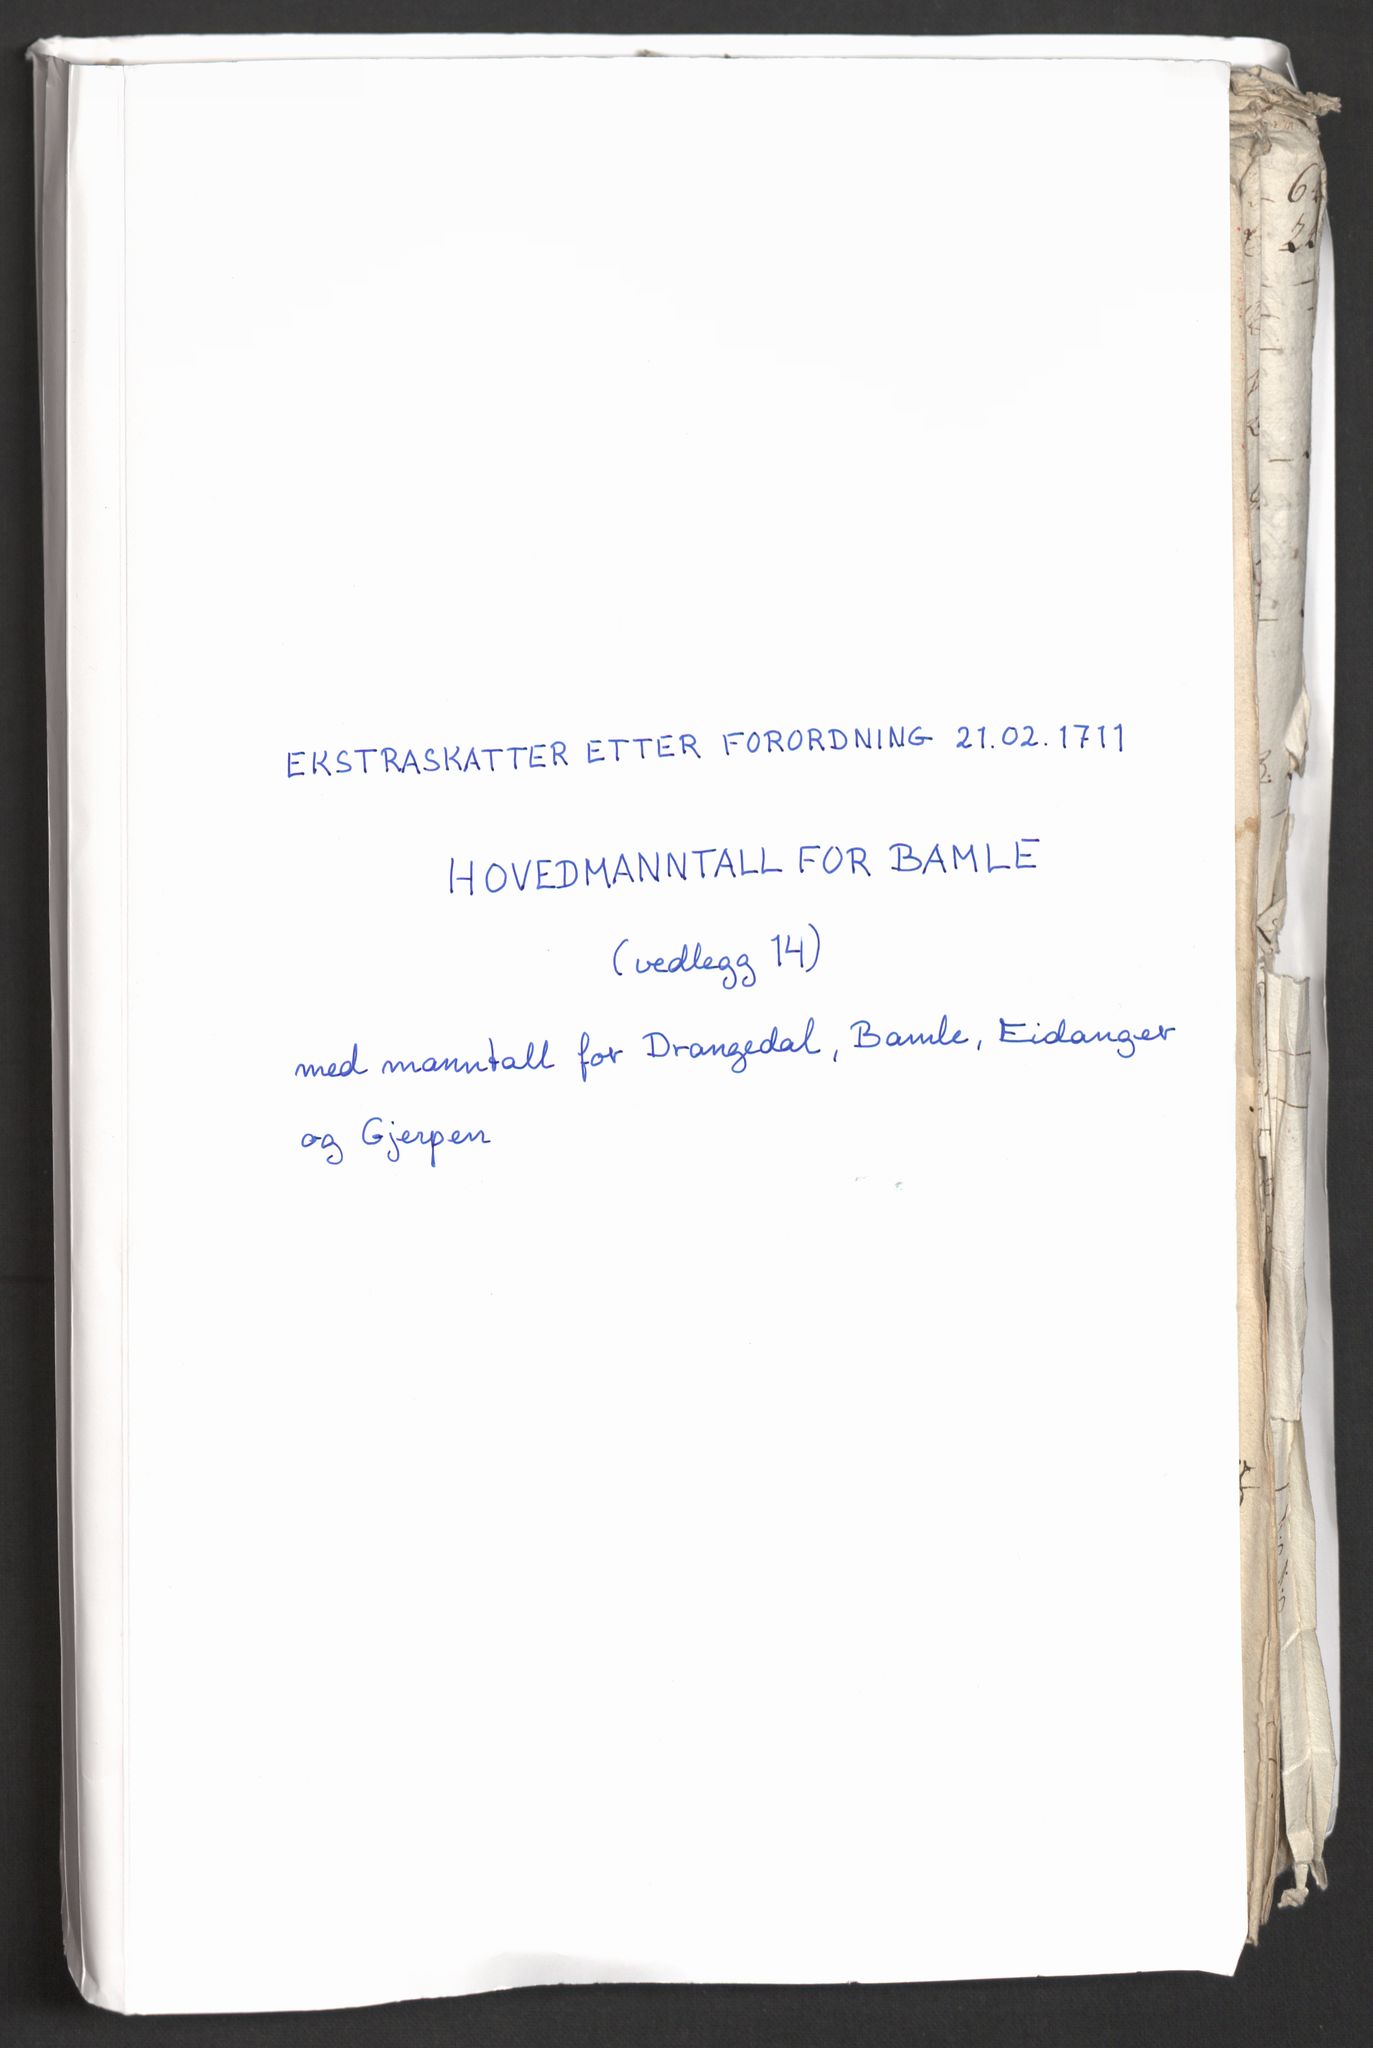 EKSTRASKATTER ETTER FORORDNING 21.02.1711
HOVEDMANNTALL FOR BAMLE
(vedlegg 14)
med manntall for Drangedal, Bamle, Eidanger
og Gjerpen